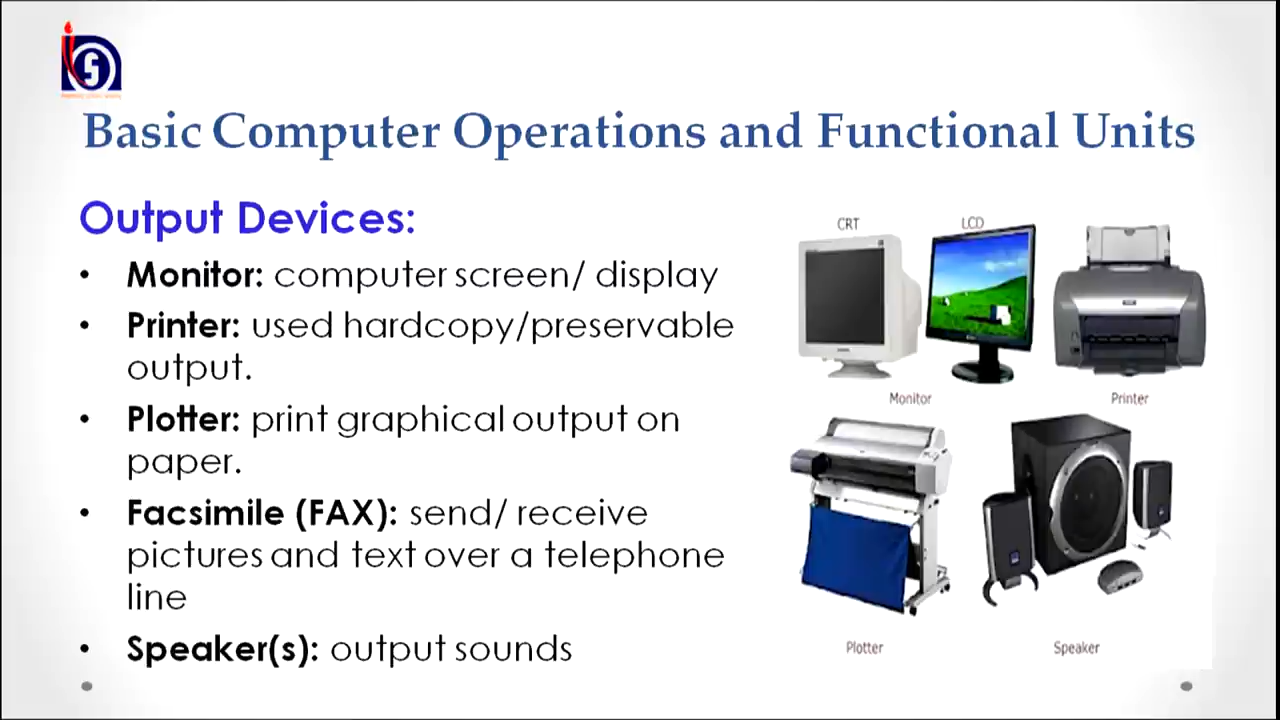 Basic Computer Operations and Functional Units
Output Devices:
• Monitor: computer screen/ display
• Printer: used hardcopy/preservable
output.
• Plotter: print graphical output on
paper.
• Facsimile (FAX): send/ receive
pictures and text over a telephone
line
• Speaker(s): output sounds
CRT
LCD
Monitor
Printer
Plotter
Speaker